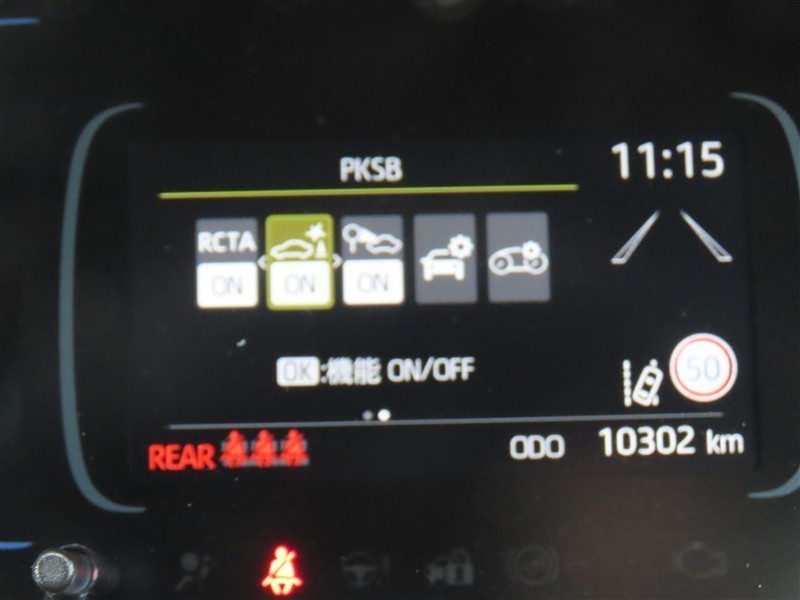 PKSB
11:15
RCTA
ON ON ON
OK:機能 ON/OFF
50
REAR
ODO 10302 km